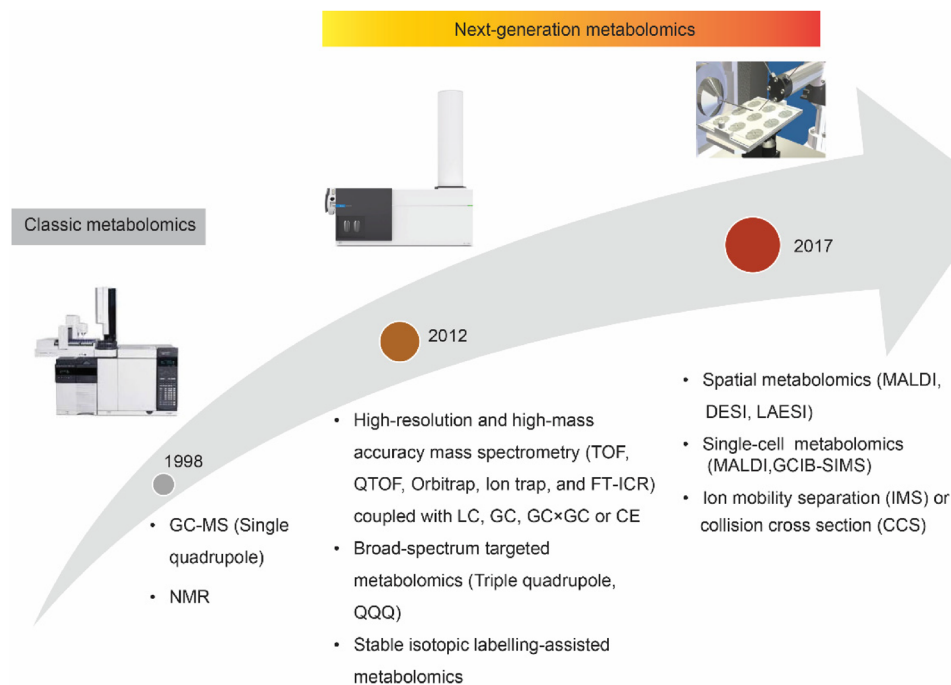 Next-generation metabolomics
Classic metabolomics
2017
2012
1998
• GC-MS (Single
quadrupole)
• NMR
• High-resolution and high-mass
accuracy mass spectrometry (TOF,
QTOF, Orbitrap, Ion trap, and FT-ICR)
coupled with LC, GC, GC×GC or CE
• Broad-spectrum targeted
metabolomics (Triple quadrupole,
QQQ)
• Stable isotopic labelling-assisted
metabolomics
• Spatial metabolomics (MALDI,
DESI, LAESI)
• Single-cell metabolomics
(MALDI,GCIB-SIMS)
• Ion mobility separation (IMS) or
collision cross section (CCS)